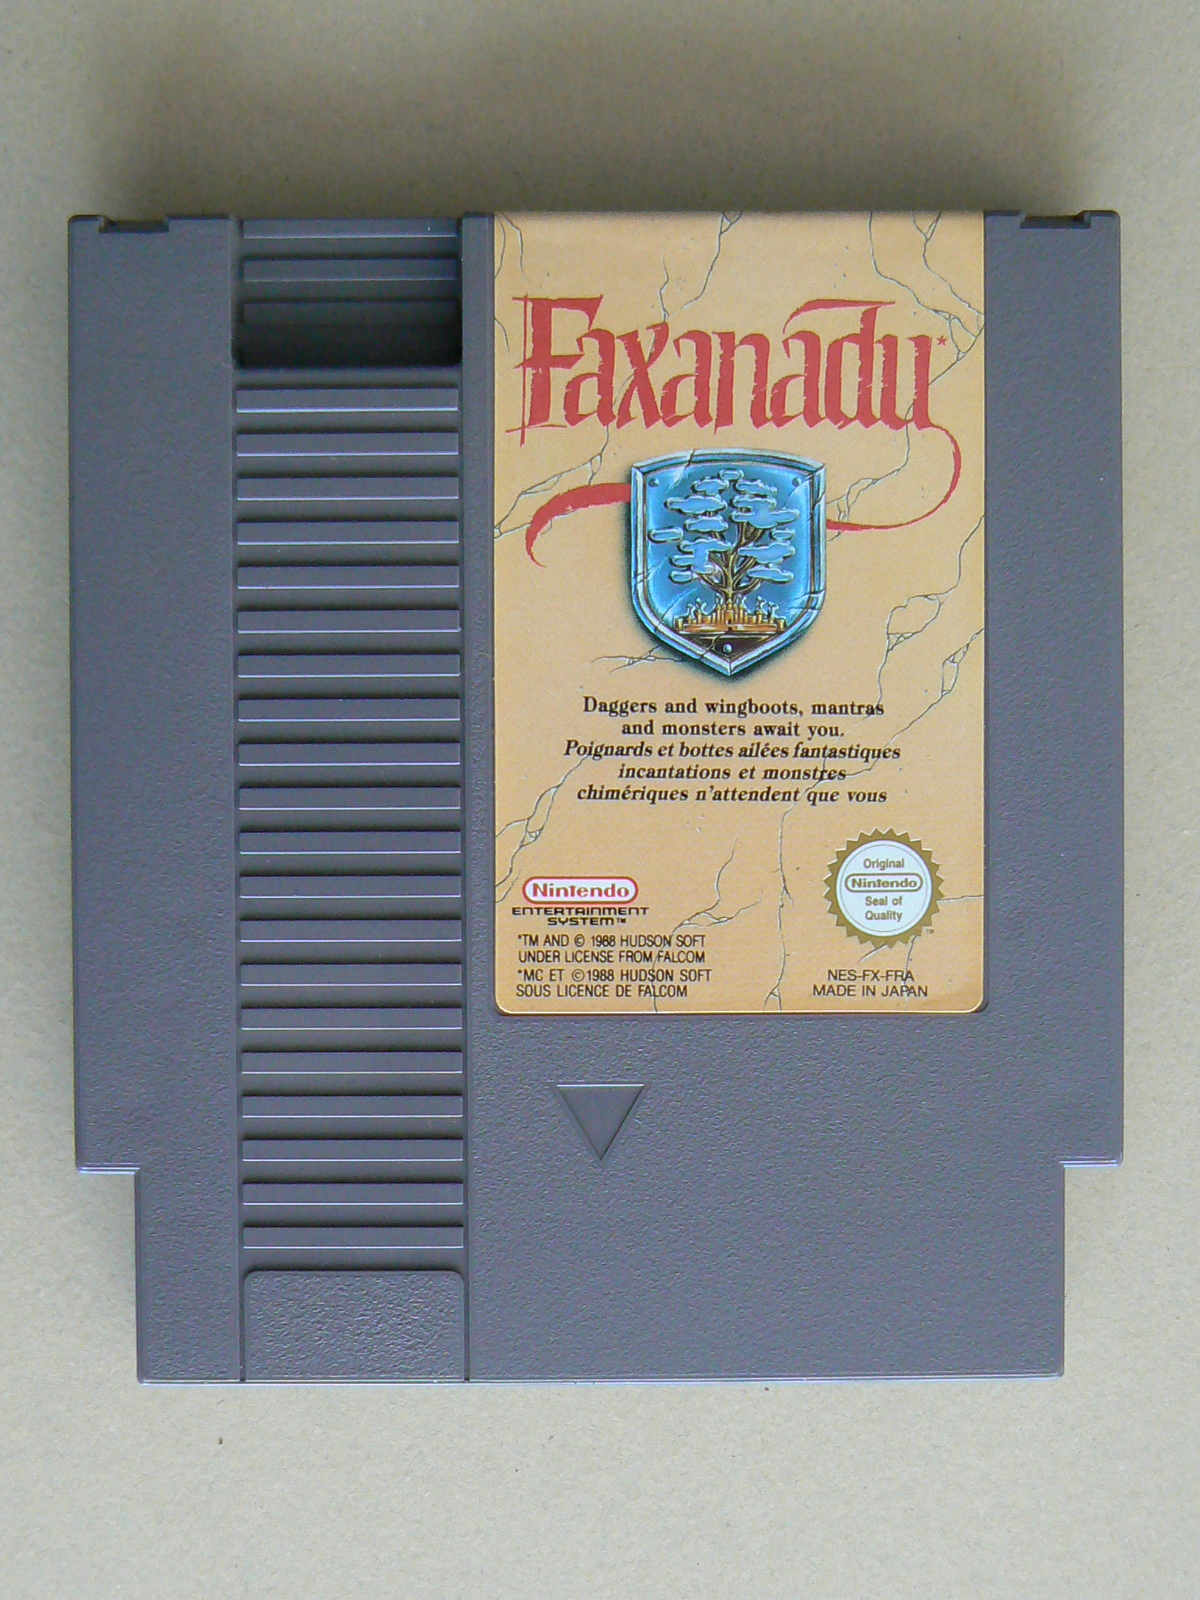 Faxanadu*
Daggers and wingboots, mantras
and monsters await you.
Poignards et bottes ailées fantastiques
incantations et monstres
chimériques n'attendent que vous
Original
Nintendo
Seal of
Quality
TM
Nintendo
ENTERTAINMENT
SYSTEM™
*TM AND © 1988 HUDSON SOFT
UNDER LICENSE FROM FALCOM
*MC ET ©1988 HUDSON SOFT
SOUS LICENCE DE FALCOM
NES-FX-FRA
MADE IN JAPAN